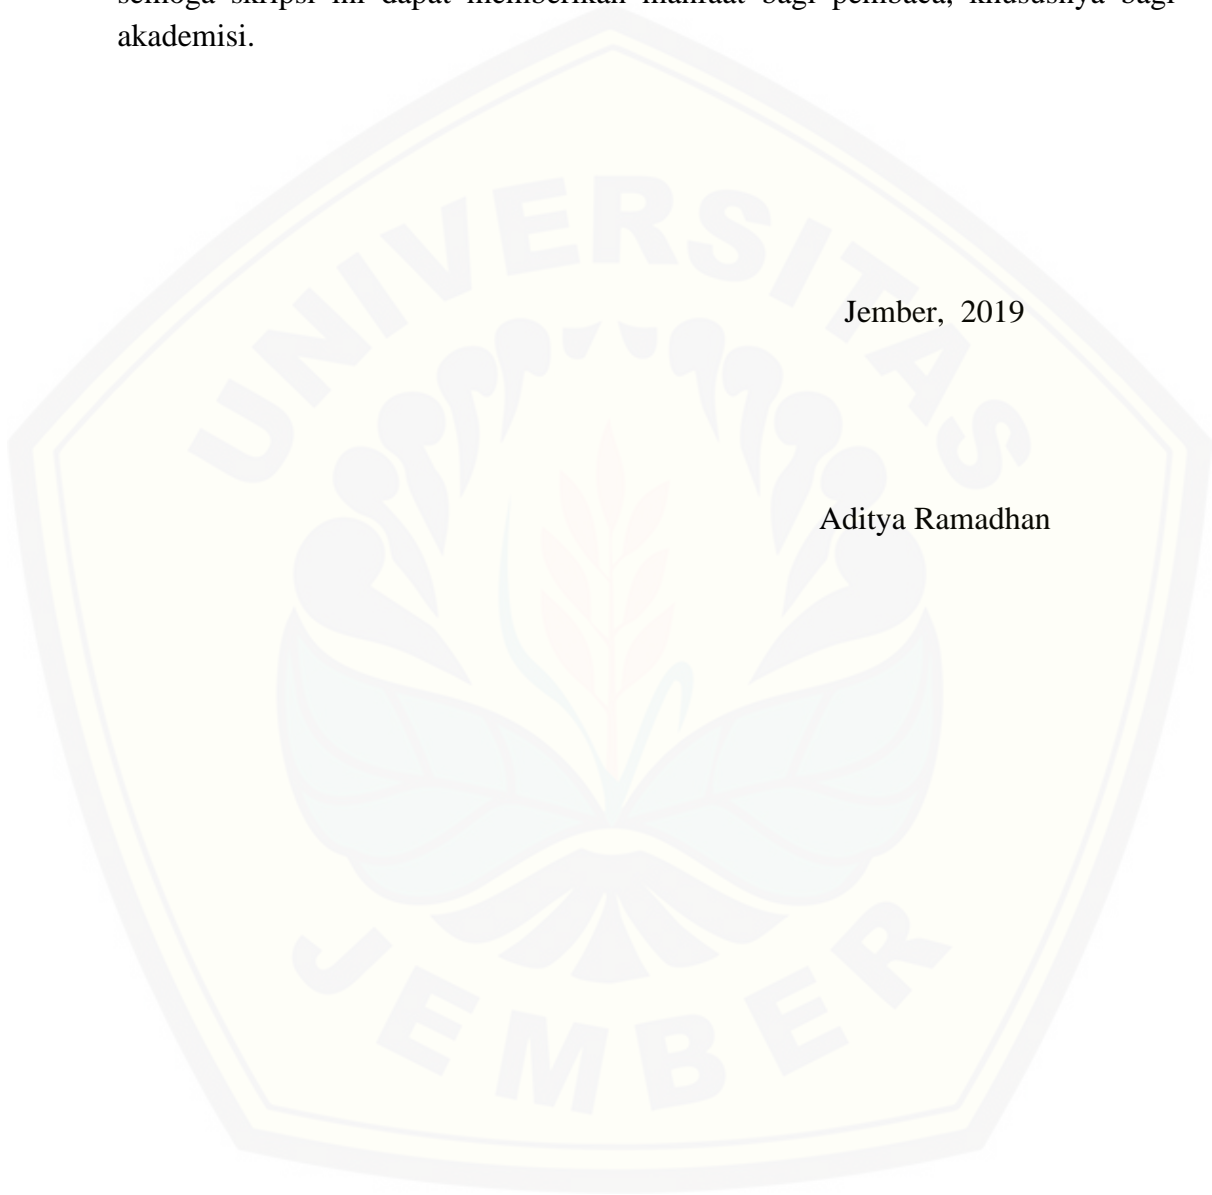 semoga skripsi ini dapat memberikan manfaat bagi pembaca, khususnya bagi
akademisi.
UNIVERSITAS
Jember, 2019
Aditya Ramadhan
JEMBER